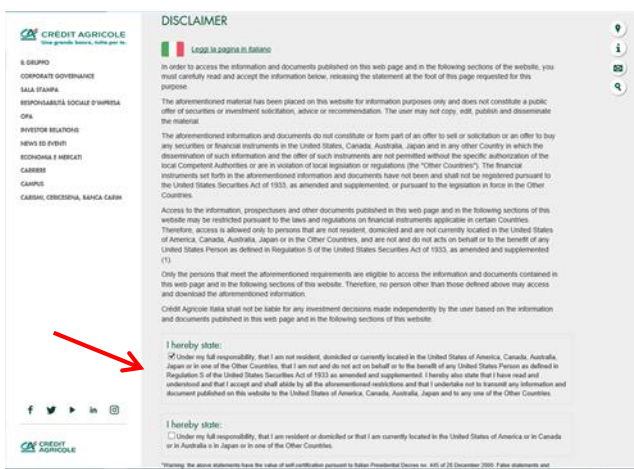 CRÉDIT AGRICOLE
Una grande banca, tutta per te.
IL GRUPPO
CORPORATE GOVERNANCE
SALA STAMPA
RESPONSABILITÀ SOCIALE D'IMPRESA
OPA
INVESTOR RELATIONS
NEWS ED EVENTI
ECONOMIA E MERCATI
CARRIERE
CAMPUS
CARISMI, CERICESENA, BANCA CARIM
CRÉDIT
AGRICOLE
DISCLAIMER
Leggi la pagina in italiano
In order to access the information and documents published on this web page and in the following sections of the website, you
must carefully read and accept the information below, releasing the statement at the foot of this page requested for this
purpose.
The aforementioned material has been placed on this website for information purposes only and does not constitute a public
offer of securities or investment solicitation, advice or recommendation. The user may not copy, edit, publish and disseminate
the material.
The aforementioned information and documents do not constitute or form part of an offer to sell or solicitation or an offer to buy
any securities or financial instruments in the United States, Canada, Australia, Japan or in any other Country in which the
dissemination of such information and the offer of such instruments are not permitted without the specific authorization of the
local Competent Authorities or are in violation of local legislation or regulations (the "Other Countries"). The financial
instruments set forth in the aforementioned information and documents have not been and shall not be registered pursuant to
the United States Securities Act of 1933, as amended and supplemented, or pursuant to the legislation in force in the Other
Countries.
Access to the information, prospectuses and other documents published in this web page and in the following sections of this
website may be restricted pursuant to the laws and regulations on financial instruments applicable in certain Countries.
Therefore, access is allowed only to persons that are not resident, domiciled and are not currently located in the United States
of America, Canada, Australia, Japan or in the Other Countries, and are not and do not acts on behalf or to the benefit of any
United States Person as defined in Regulation S of the United States Securities Act of 1933, as amended and supplemented
(1).
Only the persons that meet the aforementioned requirements are eligible to access the information and documents contained in
this web page and in the following sections of this website. Therefore, no person other than those defined above may access
and download the aforementioned information.
Crédit Agricole Italia shall not be liable for any investment decisions made independently by the user based on the information
and documents published in this web page and in the following sections of this website.
I hereby state:
Under my full responsibility, that I am not resident, domiciled or currently located in the United States of America, Canada, Australia,
Japan or in one of the Other Countries, that I am not and do not act on behalf or to the benefit of any United States Person as defined in
Regulation S of the United States Securities Act of 1933 as amended and supplemented. I hereby also state that I have read and
understood and that I accept and shall abide by all the aforementioned restrictions and that I undertake not to transmit any information and
document published on this website to the United States of America, Canada, Australia, Japan and to any one of the Other Countries.
I hereby state:
Under my full responsibility, that I am resident or domiciled or that I am currently located in the United States of America or in Canada
or in Australia o in Japan or in one of the Other Countries.
*Warning: the above statements have the value of self-certification pursuant to Italian Presidential Decree no. 445 of 28 December 2000. False statements and